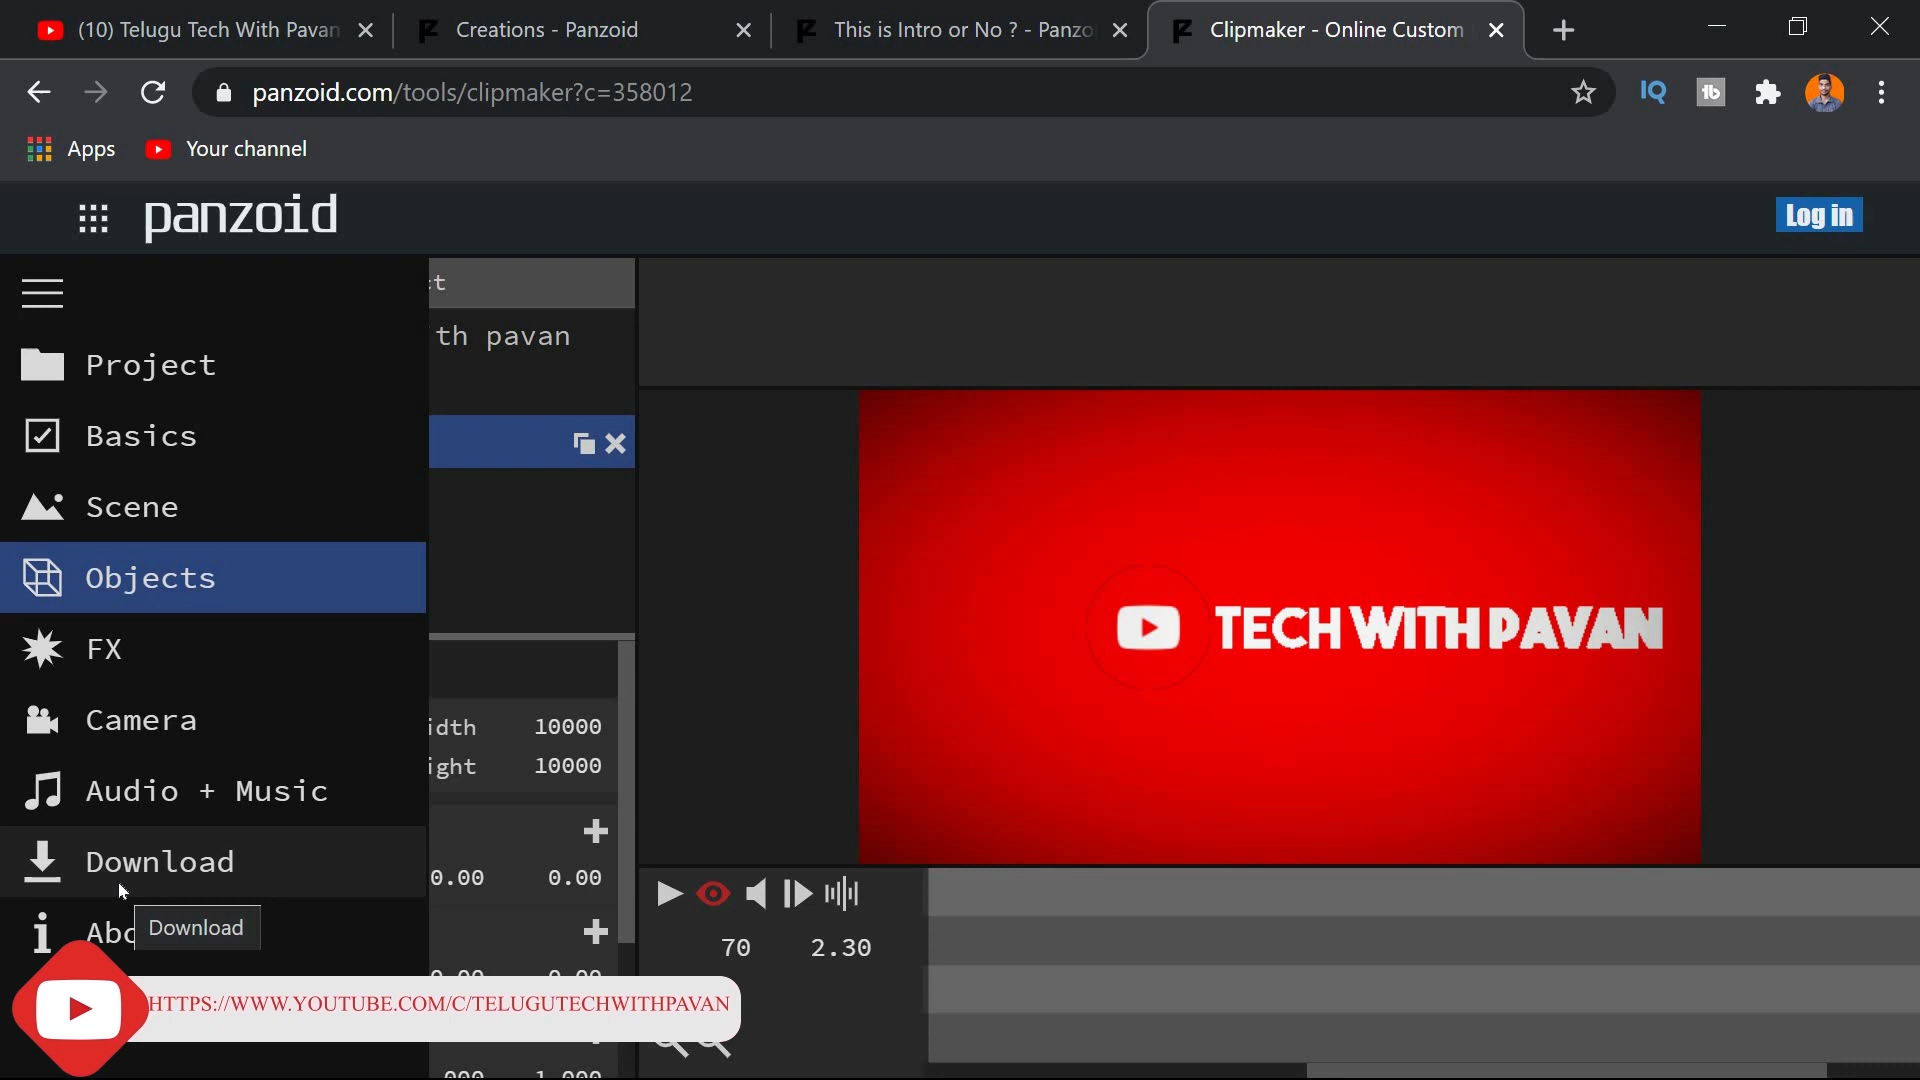 (10) Telugu Tech With Pavan
Creations - Panzoid
This is Intro or No ? - Panzo
Clipmaker - Online Custom
panzoid.com/tools/clipmaker?c=358012
IQ
tb
Apps
Your channel
panzoid
Log in
Project
Basics
Scene
Objects
FX
Camera
Audio + Music
Download
Abo
Download
th pavan
idth 10000
ight 10000
0.00 0.00
TECH WITH PAVAN
70 2.30
HTTPS://WWW.YOUTUBE.COM/C/TELUGUTECHWITHPAVAN